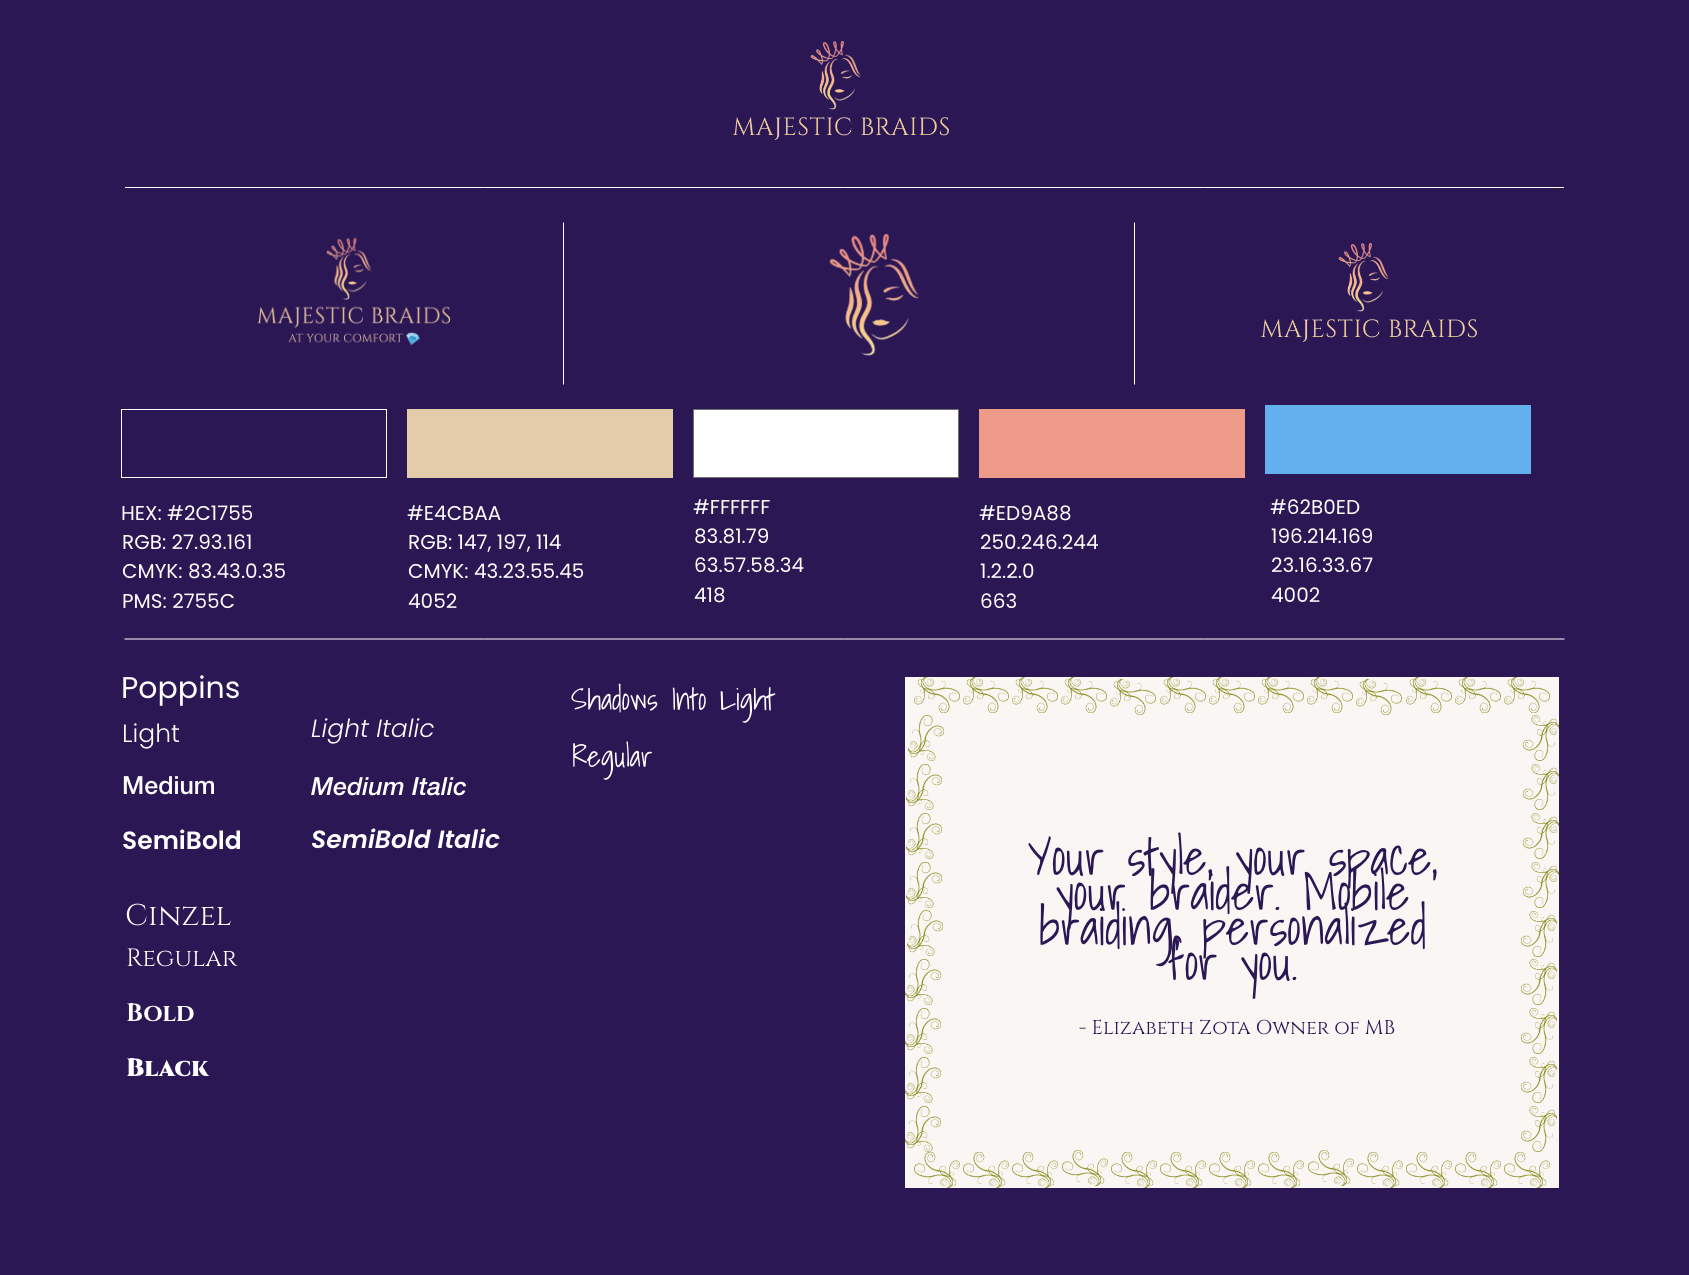 MAJESTIC BRAIDS
MAJESTIC BRAIDS
AT YOUR COMFORT
MAJESTIC BRAIDS
HEX: #2C1755
RGB: 27.93.161
CMYK: 83.43.0.35
PMS: 2755C
#E4CBAA
RGB: 147, 197, 114
CMYK: 43.23.55.45
4052
#FFFFFF
83.81.79
63.57.58.34
418
#ED9A88
250.246.244
1.2.2.0
663
#62B0ED
196.214.169
23.16.33.67
4002
Poppins
Light
Light Italic
Medium
Medium Italic
SemiBold
SemiBold Italic
Shadows Into Light
Regular
Cinzel
Regular
Bold
Black
Your style, your space,
your braider. Mobile
braiding, personalized
for you.
- Elizabeth Zota Owner of MB